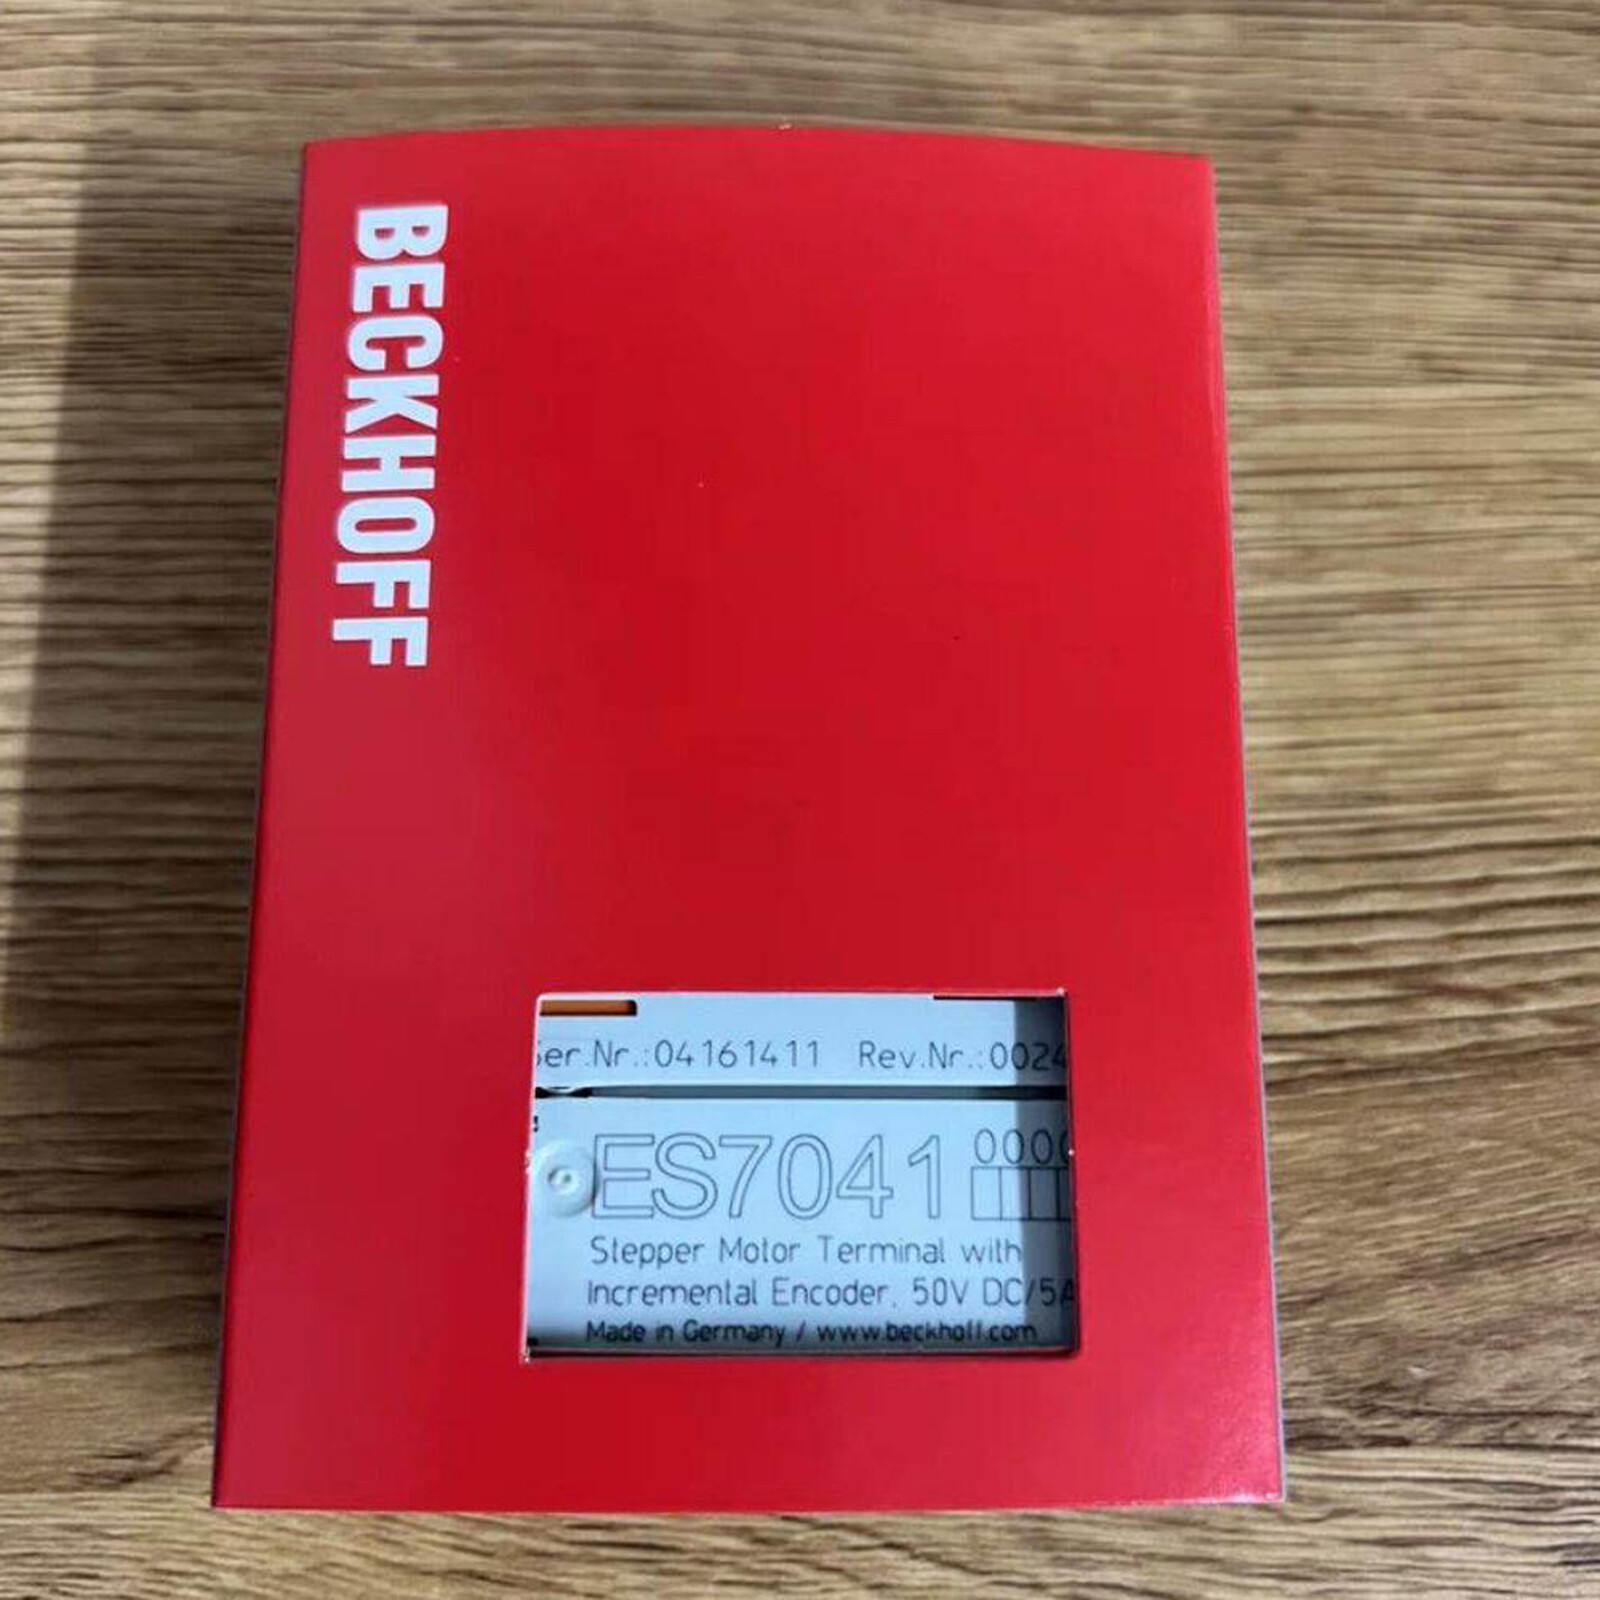 BECKHOFF
Ser.Nr.:04161411 Rev.Nr.:0024
ES7041 0000
Stepper Motor Terminal with
Incremental Encoder, 50V DC/5A
Made in Germany / www.beckhoff.com